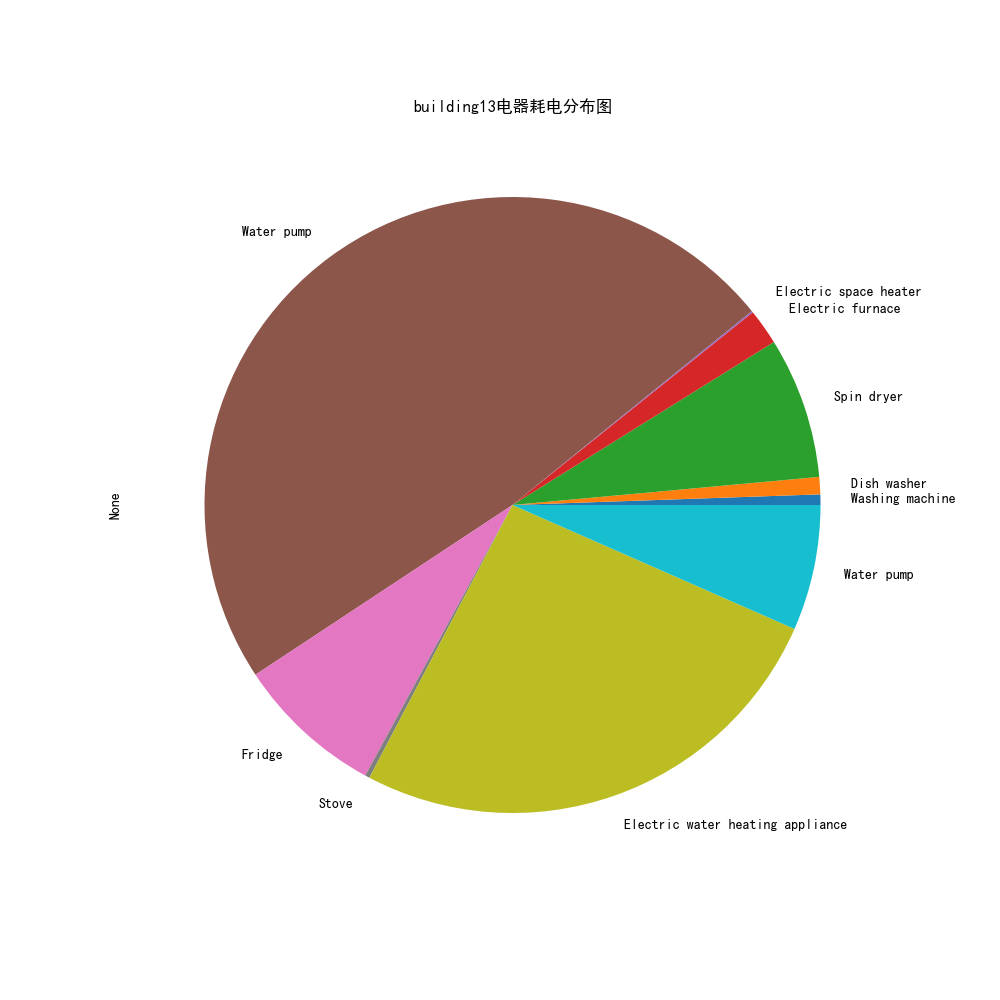 building13电器耗电分布图
Water pump
Electric space heater
Electric furnace
Spin dryer
Dish washer
Washing machine
None
Water pump
Fridge
Stove
Electric water heating appliance